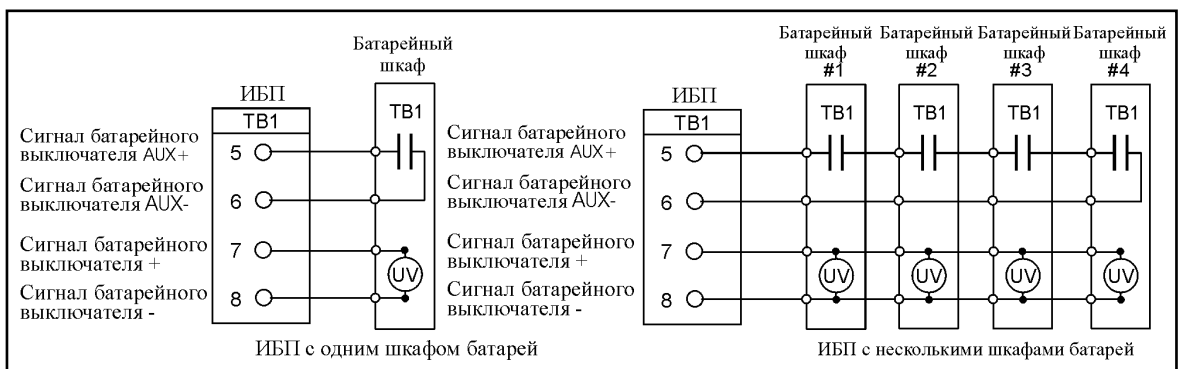 Батарейный
шкаф
ИБП
TB1
TB1
Сигнал батарейного
выключателя AUX+
5
Сигнал батарейного
выключателя AUX-
6
Сигнал батарейного
выключателя +
7
Сигнал батарейного
выключателя -
8
UV
ИБП с одним шкафом батарей
Батарейный
шкаф
#1
Батарейный
шкаф
#2
Батарейный
шкаф
#3
Батарейный
шкаф
#4
ИБП
TB1
TB1
TB1
TB1
TB1
Сигнал батарейного
выключателя AUX+
5
Сигнал батарейного
выключателя AUX-
6
Сигнал батарейного
выключателя +
7
Сигнал батарейного
выключателя -
8
UV
UV
UV
UV
ИБП с несколькими шкафами батарей